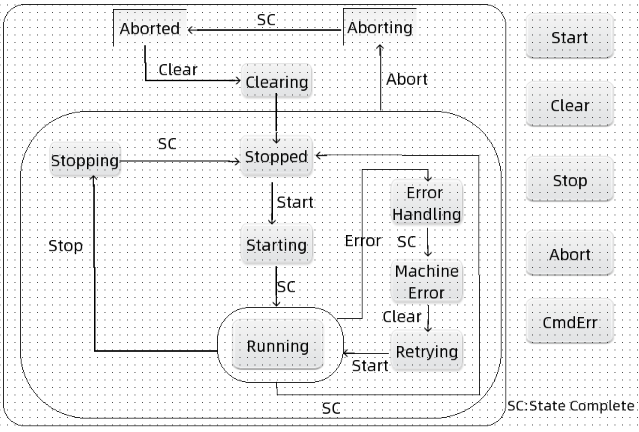 Aborted
SC
Aborting
Start
Clear
Clearing
Abort
Clear
SC
Stopping
Stopped
Stop
Error
Handling
Start
Stop
Starting
Error
SC
Abort
Machine
Error
SC
Clear
CmdErr
Running
Retrying
Start
SC
SC:State Complete